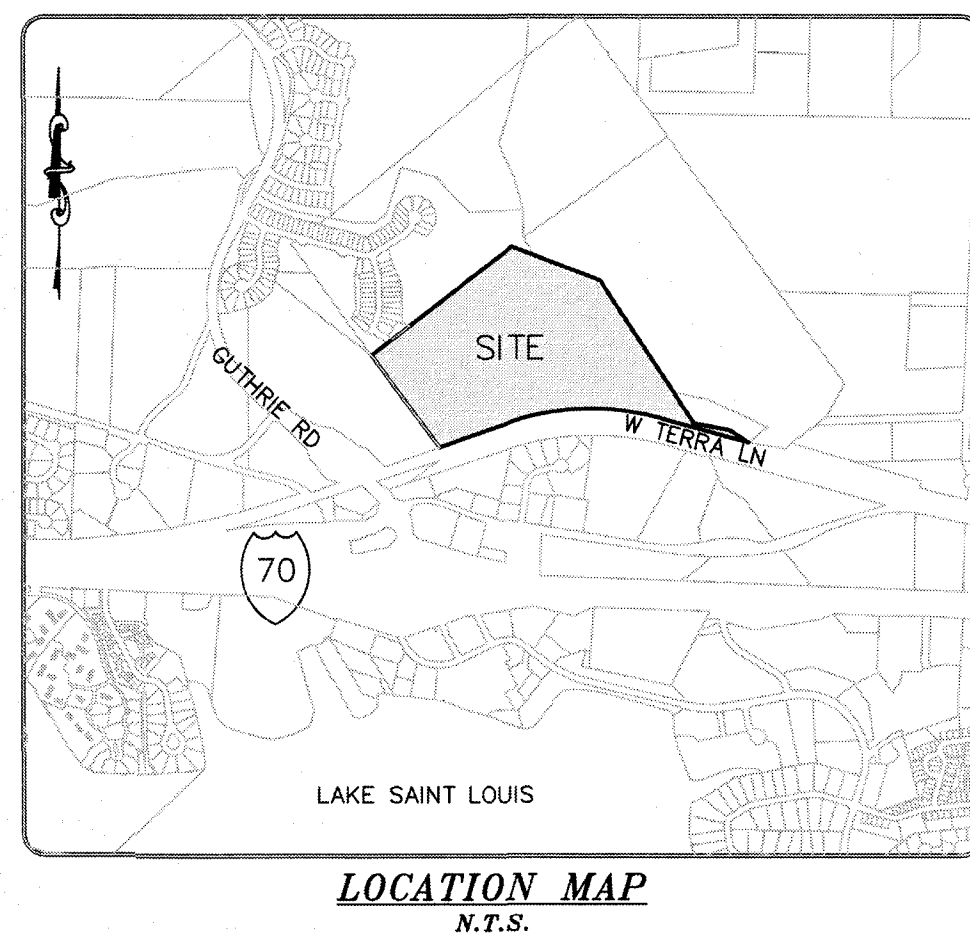 SITE
GUTHRIE RD
W TERRA LN
70
LAKE SAINT LOUIS
LOCATION MAP
N.T.S.